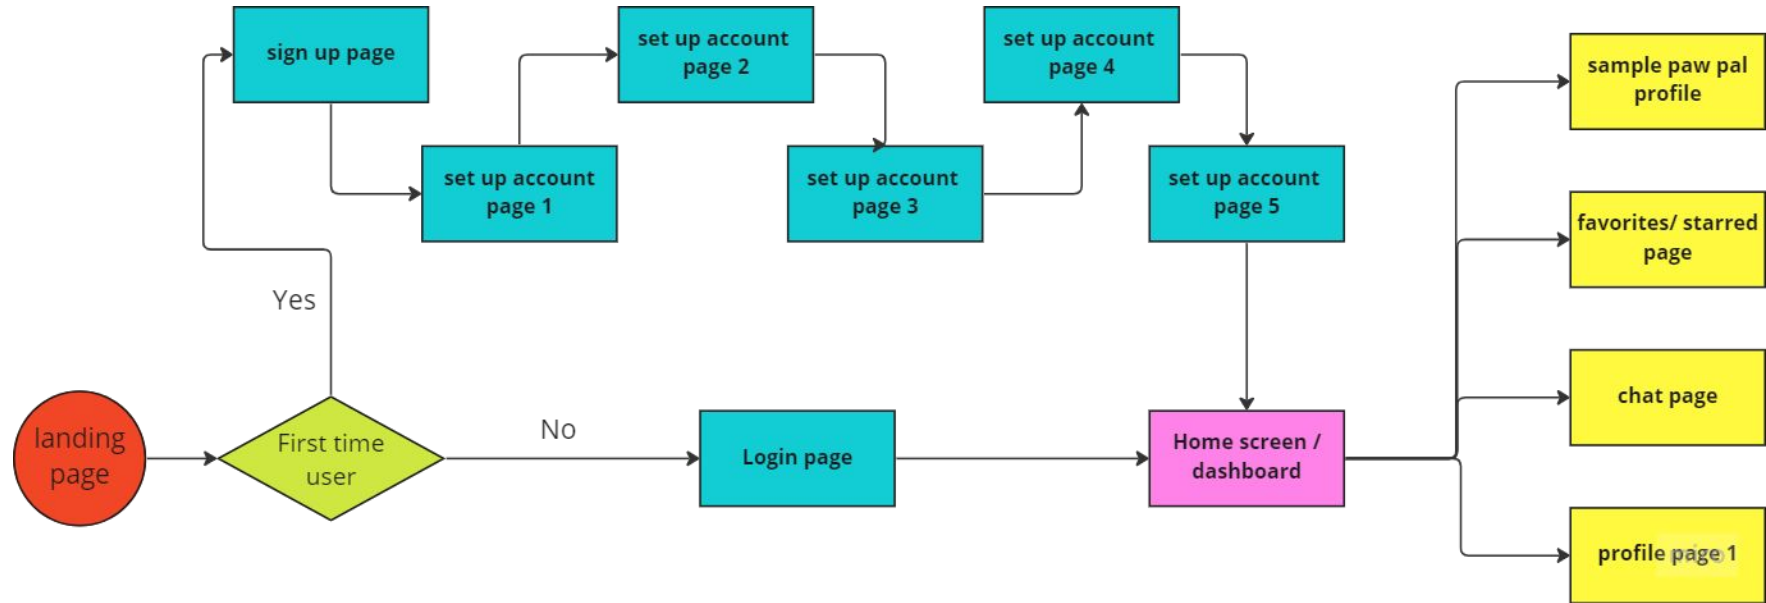 sign up page
set up account
page 2
set up account
page 4
sample paw pal
profile
set up account
page 1
set up account
page 3
set up account
page 5
favorites/ starred
page
Yes
chat page
landing
page
First time
user
No
Login page
Home screen /
dashboard
profile page 1
miro